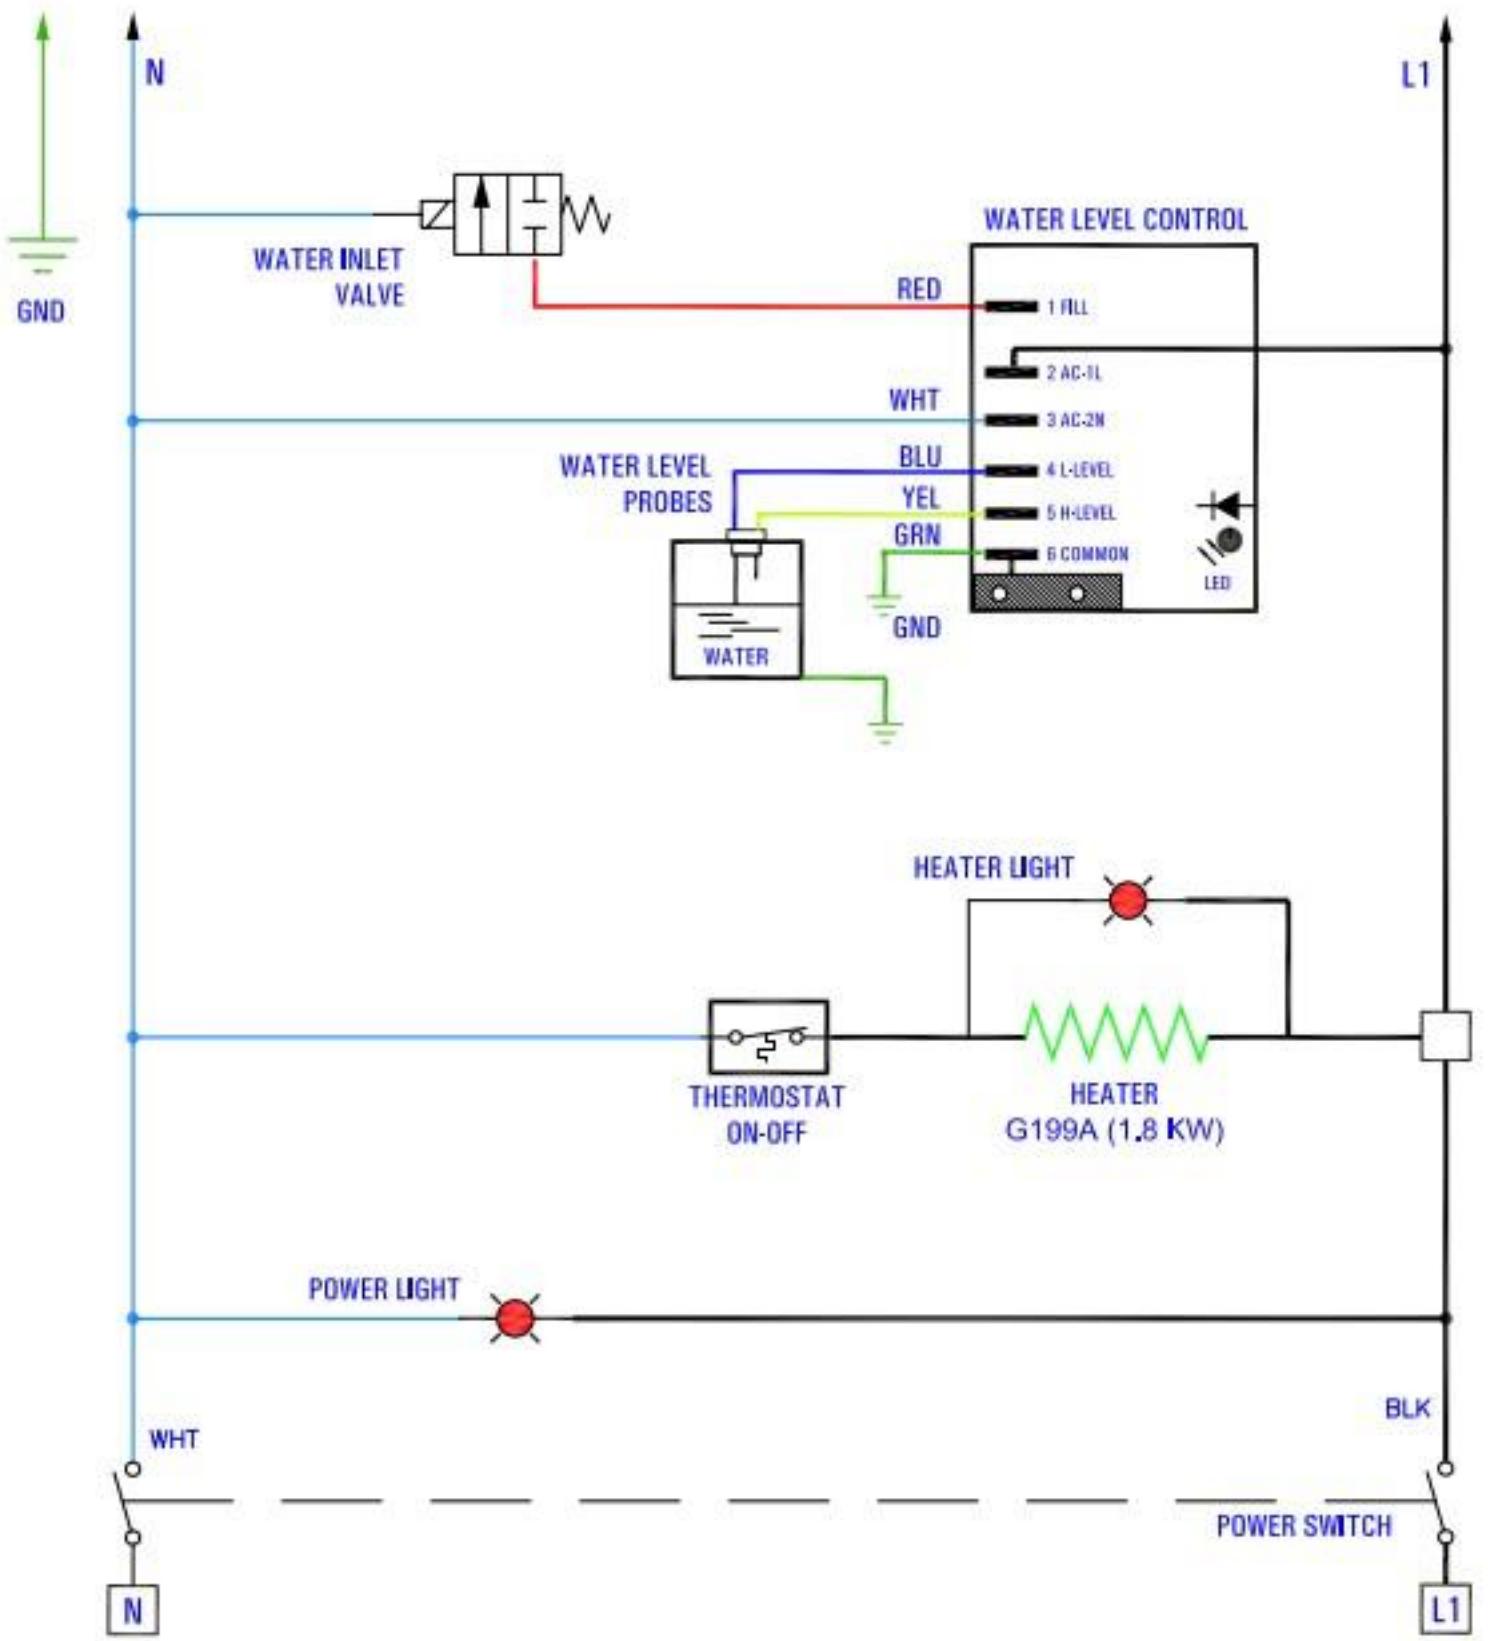 N
L1
GND
WATER INLET
VALVE
WATER LEVEL CONTROL
RED
1 FILL
2 AC-1L
WHT
3 AC-2N
WATER LEVEL
PROBES
BLU
4 L-LEVEL
YEL
5 H-LEVEL
GRN
6 COMMON
LED
GND
WATER
HEATER LIGHT
THERMOSTAT
ON-OFF
HEATER
G199A (1.8 KW)
POWER LIGHT
WHT
BLK
POWER SWITCH
N
L1